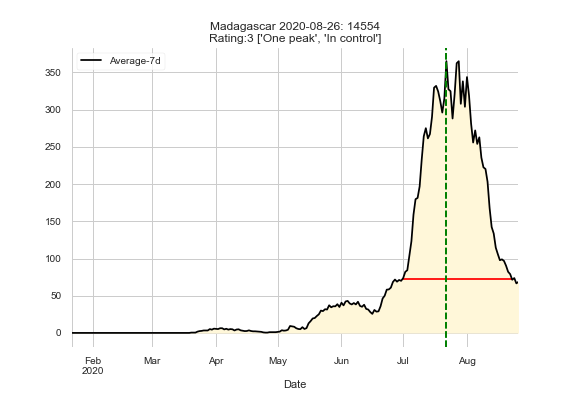 Madagascar 2020-08-26: 14554
Rating:3 ['One peak', 'In control']
Average-7d
350
300
250
200
150
100
50
0
Feb
2020
Mar
Apr
May
Jun
Jul
Aug
Date